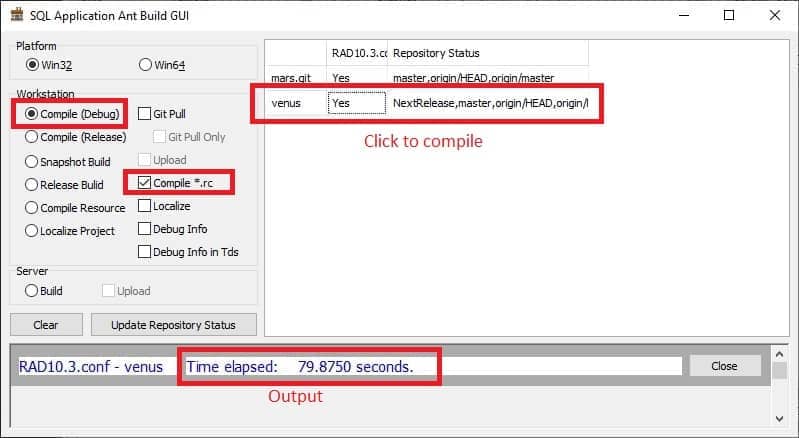 SQL Application Ant Build GUI
Platform
Win32 Win64
Workstation
Compile (Debug) Git Pull
Compile (Release) Git Pull Only
Snapshot Build Upload
Release Bulid Compile *.rc
Compile Resource Localize
Localize Project Debug Info
Debug Info in Tds
Server
Build Upload
Clear Update Repository Status
RAD10.3.co Repository Status
mars.git Yes master,origin/HEAD,origin/master
venus Yes NextRelease,master,origin/HEAD,origin/
Click to compile
RAD10.3.conf - venus Time elapsed: 79.8750 seconds. Close
Output